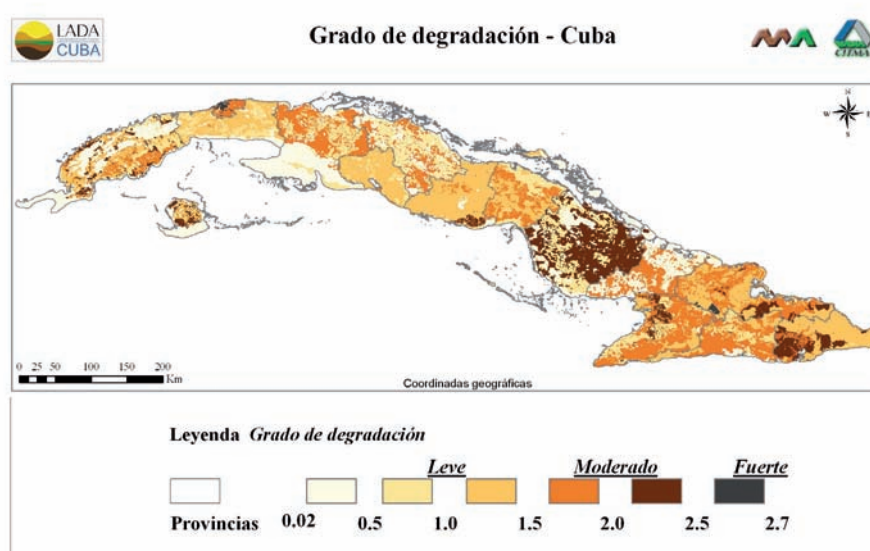 LADA
CUBA
Grado de degradación - Cuba
CITMA
N
W E
S
0 25 50 100 150 200
Km
Coordinadas geográficas
Leyenda Grado de degradación
Leve Moderado Fuerte
Provincias 0.02 0.5 1.0 1.5 2.0 2.5 2.7